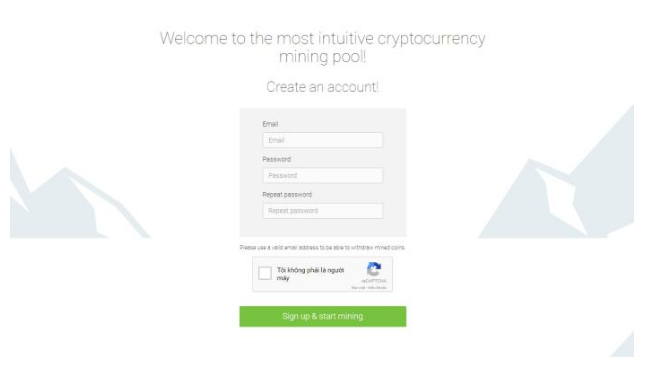 Welcome to the most intuitive cryptocurrency
mining pool!
Create an account!
Email
Email
Password
Password
Repeat password
Repeat password
Please use a valid email address to be able to withdraw mined coins.
Tôi không phải là người
máy
reCAPTCHA
Sign up & start mining